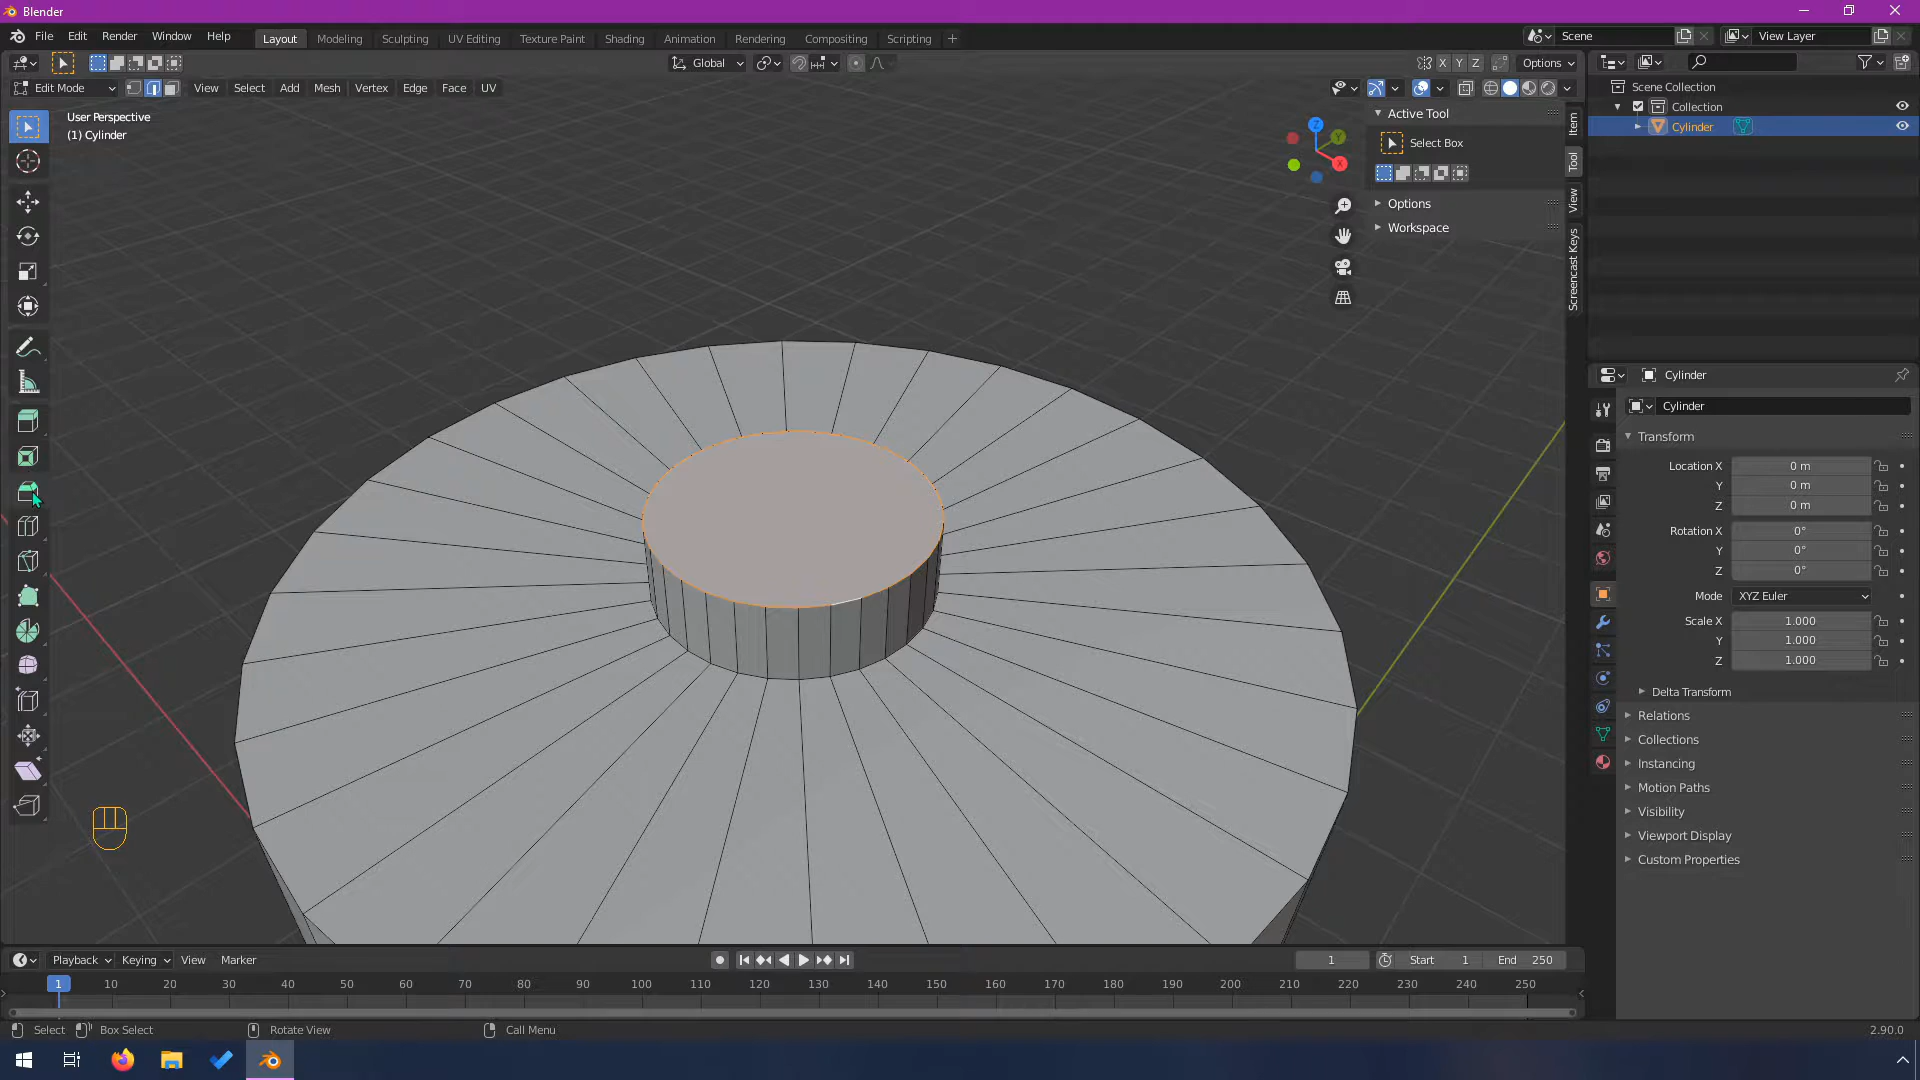 Blender
File Edit Render Window Help
Layout Modeling Sculpting UV Editing Texture Paint Shading Animation Rendering Compositing Scripting +
Scene
View Layer
Global
X Y Z
Options
Edit Mode
View Select Add Mesh Vertex Edge Face UV
User Perspective
(1) Cylinder
Z
Y
X
Active Tool
Select Box
Options
Workspace
Item
Tool
View
Screencast Keys
Scene Collection
Collection
Cylinder
Cylinder
Cylinder
Transform
Location X 0 m
Y 0 m
Z 0 m
Rotation X 0°
Y 0°
Z 0°
Mode XYZ Euler
Scale X 1.000
Y 1.000
Z 1.000
Delta Transform
Relations
Collections
Instancing
Motion Paths
Visibility
Viewport Display
Custom Properties
Playback Keying View Marker
1 Start 1 End 250
1 10 20 30 40 50 60 70 80 90 100 110 120 130 140 150 160 170 180 190 200 210 220 230 240 250
Select Box Select Rotate View Call Menu 2.90.0